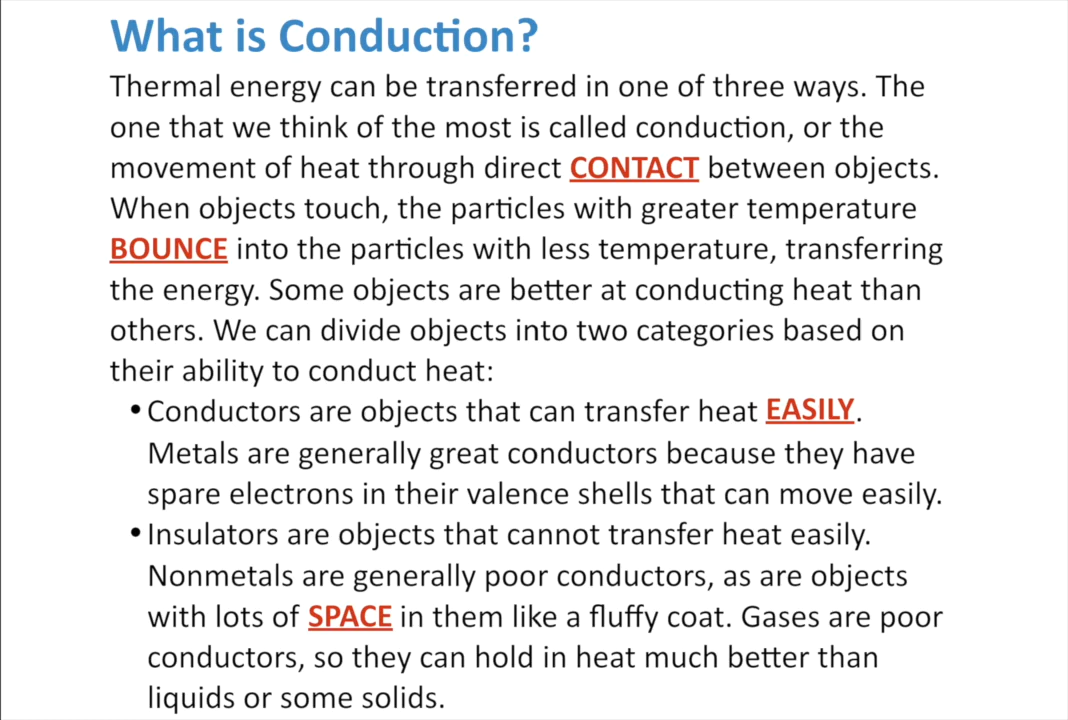 What is Conduction?
Thermal energy can be transferred in one of three ways. The
one that we think of the most is called conduction, or the
movement of heat through direct CONTACT between objects.
When objects touch, the particles with greater temperature
BOUNCE into the particles with less temperature, transferring
the energy. Some objects are better at conducting heat than
others. We can divide objects into two categories based on
their ability to conduct heat:
• Conductors are objects that can transfer heat EASILY.
Metals are generally great conductors because they have
spare electrons in their valence shells that can move easily.
• Insulators are objects that cannot transfer heat easily.
Nonmetals are generally poor conductors, as are objects
with lots of SPACE in them like a fluffy coat. Gases are poor
conductors, so they can hold in heat much better than
liquids or some solids.